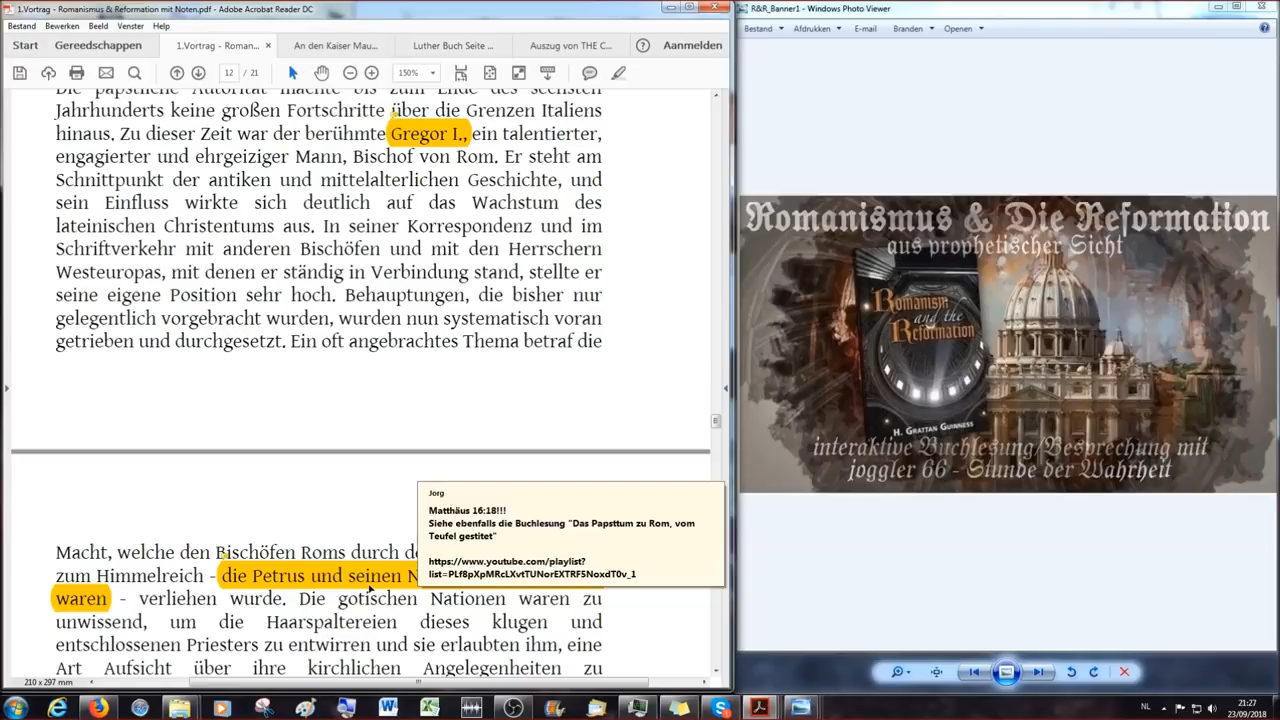 1.Vortrag - Romanismus & Reformation mit Noten.pdf - Adobe Acrobat Reader DC
Bestand Bewerken Beeld Venster Help
Start Gereedschappen 1.Vortrag - Roman... × An den Kaiser Mau... Luther Buch Seite ... Auszug von THE C... Aanmelden
12 / 21 150%
Die päpstliche Autorität machte bis zum Ende des sechsten
Jahrhunderts keine großen Fortschritte über die Grenzen Italiens
hinaus. Zu dieser Zeit war der berühmte Gregor I., ein talentierter,
engagierter und ehrgeiziger Mann, Bischof von Rom. Er steht am
Schnittpunkt der antiken und mittelalterlichen Geschichte, und
sein Einfluss wirkte sich deutlich auf das Wachstum des
lateinischen Christentums aus. In seiner Korrespondenz und im
Schriftverkehr mit anderen Bischöfen und mit den Herrschern
Westeuropas, mit denen er ständig in Verbindung stand, stellte er
seine eigene Position sehr hoch. Behauptungen, die bisher nur
gelegentlich vorgebracht wurden, wurden nun systematisch voran
getrieben und durchgesetzt. Ein oft angebrachtes Thema betraf die
Macht, welche den Bischöfen Roms durch
zum Himmelreich - die Petrus und seinen
waren - verliehen wurde. Die gotischen Nationen waren zu
unwissend, um die Haarspaltereien dieses klugen und
entschlossenen Priesters zu entwirren und sie erlaubten ihm, eine
Art Aufsicht über ihre kirchlichen Angelegenheiten zu
Jorg
Matthäus 16:18!!!
Siehe ebenfalls die Buchlesung "Das Papsttum zu Rom, vom
Teufel gestitet"
https://www.youtube.com/playlist?
list=PLf8pXpMRcLXvtTUNorEXTRF5NoxdT0v_1
210 x 297 mm
R&R_Banner1 - Windows Photo Viewer
Bestand Afdrukken E-mail Branden Openen
Romanismus & Die Reformation
aus prophetischer Sicht
Romanism
and the
Reformation
H. GRATTAN GUINNESS
interaktive Buchlesung/Besprechung mit
joggler 66 - Stunde der Wahrheit
NL 21:27
23/09/2018